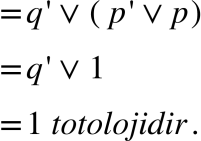 =q' ∨ ( p' ∨ p)
=q' ∨ 1
=1 totolojidir.